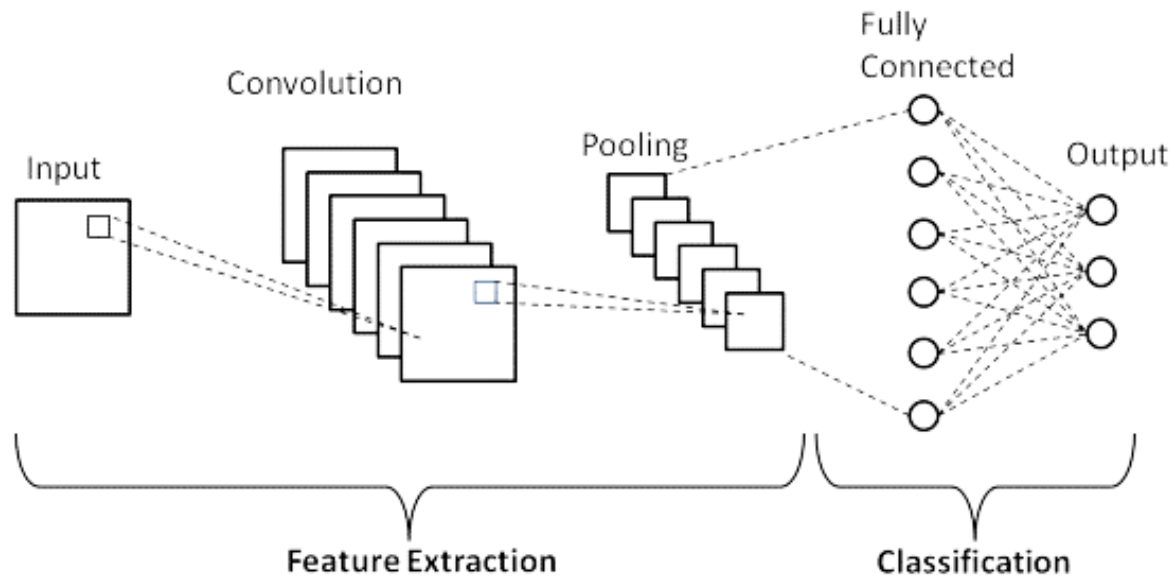 Fully
Connected
Convolution
Pooling
Input
Output
Feature Extraction
Classification